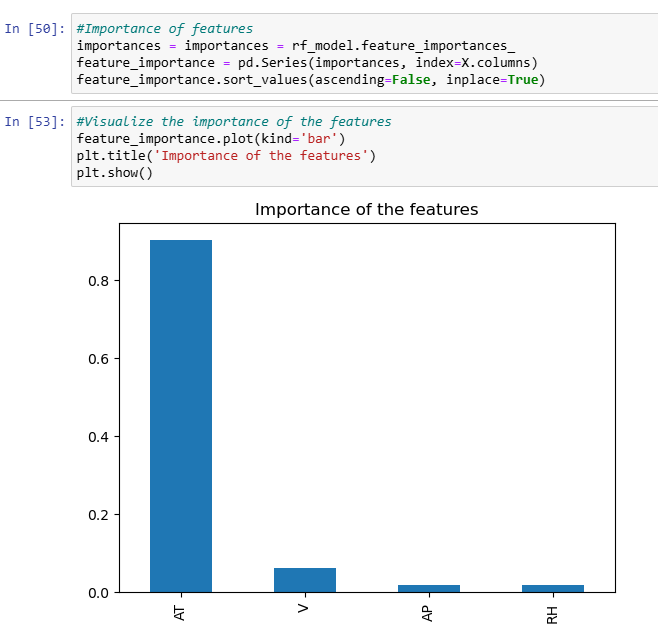 In [50]: #Importance of features
importances = importances = rf_model.feature_importances_
feature_importance = pd.Series(importances, index=X.columns)
feature_importance.sort_values(ascending=False, inplace=True)
In [53]: #Visualize the importance of the features
feature_importance.plot(kind='bar')
plt.title('Importance of the features')
plt.show()
Importance of the features
0.8
0.6
0.4
0.2
0.0
AT V AP RH